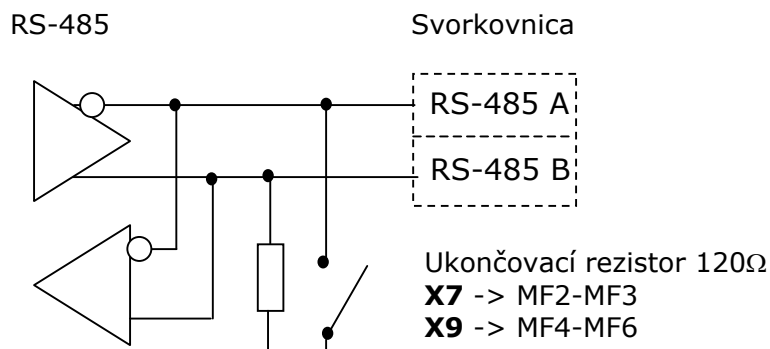 RS-485
Svorkovnica
RS-485 A
RS-485 B
Ukončovací rezistor 120Ω
X7 -> MF2-MF3
X9 -> MF4-MF6